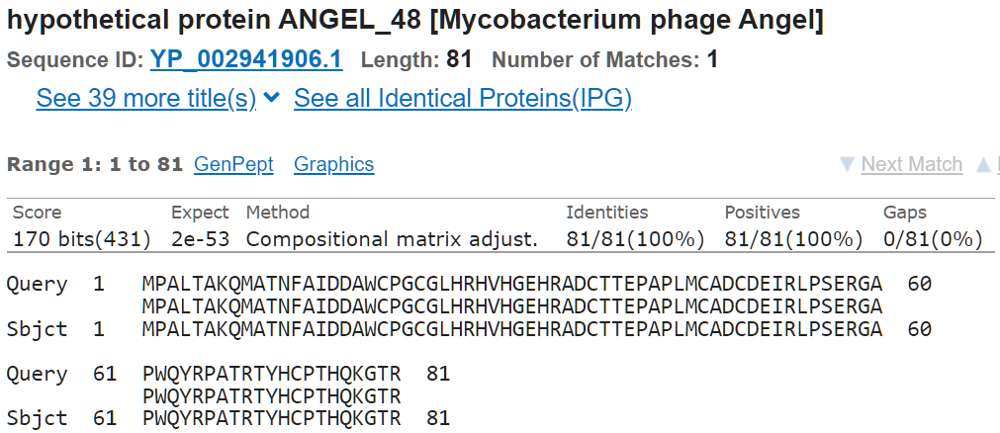 hypothetical protein ANGEL_48 [Mycobacterium phage Angel]
Sequence ID: YP_002941906.1 Length: 81 Number of Matches: 1
See 39 more title(s) See all Identical Proteins(IPG)
Range 1: 1 to 81 GenPept Graphics Next Match
Score Expect Method Identities Positives Gaps
170 bits(431) 2e-53 Compositional matrix adjust. 81/81(100%) 81/81(100%) 0/81(0%)
Query 1 MPALTAKQMATNFAIDDAWCPGCGLHRHVHGEHRADCTTEPAPLMCADCDEIRLPSERGA 60
MPALTAKQMATNFAIDDAWCPGCGLHRHVHGEHRADCTTEPAPLMCADCDEIRLPSERGA
Sbjct 1 MPALTAKQMATNFAIDDAWCPGCGLHRHVHGEHRADCTTEPAPLMCADCDEIRLPSERGA 60
Query 61 PWQYRPATRTYHCPTHQKGTR 81
PWQYRPATRTYHCPTHQKGTR
Sbjct 61 PWQYRPATRTYHCPTHQKGTR 81